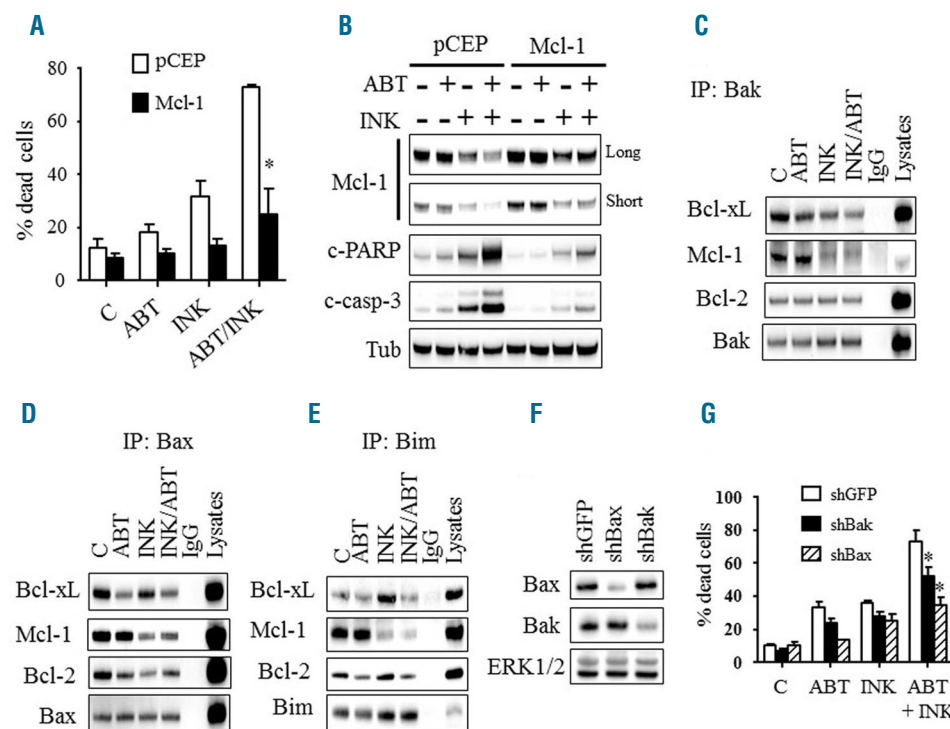 A
80
60
40
20
0
% dead cells
pCEP
Mcl-1
*
C
ABT
INK
ABT/INK
B
pCEP Mcl-1
ABT - + - + - + - +
INK - - + + - - + +
Mcl-1
Long
Short
c-PARP
c-casp-3
Tub
C
IP: Bak
C ABT INK INK/ABT IgG Lysates
Bcl-xL
Mcl-1
Bcl-2
Bak
D
IP: Bax
C ABT INK INK/ABT IgG Lysates
Bcl-xL
Mcl-1
Bcl-2
Bax
E
IP: Bim
C ABT INK INK/ABT IgG Lysates
Bcl-xL
Mcl-1
Bcl-2
Bim
F
shGFP shBax shBak
Bax
Bak
ERK1/2
G
100
80
60
40
20
0
% dead cells
shGFP
shBak
shBax
*
*
C ABT INK ABT
+ INK